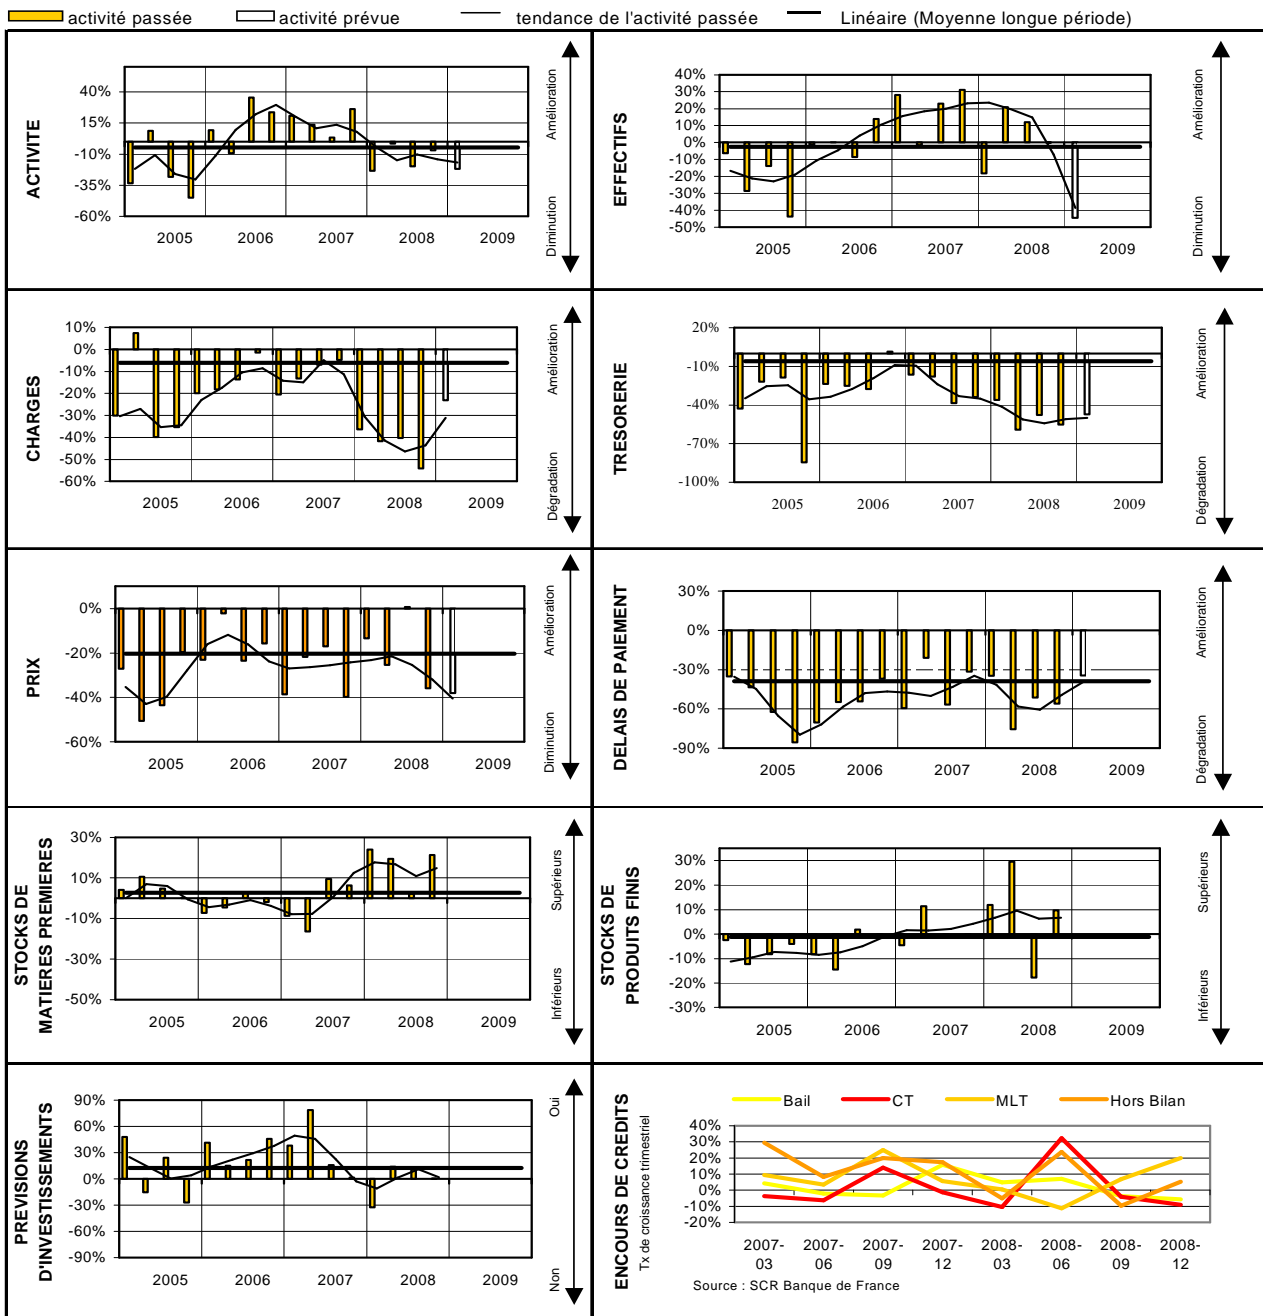 activité passée activité prévue tendance de l'activité passée Linéaire (Moyenne longue période)
ACTIVITE
40%
15%
-10%
-35%
-60%
2005 2006 2007 2008 2009
Amélioration
Diminution
EFFECTIFS
40%
30%
20%
10%
0%
-10%
-20%
-30%
-40%
-50%
2005 2006 2007 2008 2009
Amélioration
Diminution
CHARGES
10%
0%
-10%
-20%
-30%
-40%
-50%
-60%
2005 2006 2007 2008 2009
Amélioration
Dégradation
TRESORERIE
20%
-10%
-40%
-70%
-100%
2005 2006 2007 2008 2009
Amélioration
Dégradation
PRIX
0%
-20%
-40%
-60%
2005 2006 2007 2008 2009
Amélioration
Diminution
DELAIS DE PAIEMENT
30%
0%
-30%
-60%
-90%
2005 2006 2007 2008 2009
Amélioration
Dégradation
STOCKS DE
MATIERES PREMIERES
30%
10%
-10%
-30%
-50%
2005 2006 2007 2008 2009
Supérieurs
Inférieurs
STOCKS DE
PRODUITS FINIS
30%
20%
10%
0%
-10%
-20%
-30%
2005 2006 2007 2008 2009
Supérieurs
Inférieurs
PREVISIONS
D'INVESTISSEMENTS
90%
60%
30%
0%
-30%
-60%
-90%
2005 2006 2007 2008 2009
Oui
Non
ENCOURS DE CREDITS
Tx de croissance trimestriel
Bail CT MLT Hors Bilan
40%
30%
20%
10%
0%
-10%
-20%
2007- 2007- 2007- 2007- 2008- 2008- 2008- 2008-
03 06 09 12 03 06 09 12
Source : SCR Banque de France